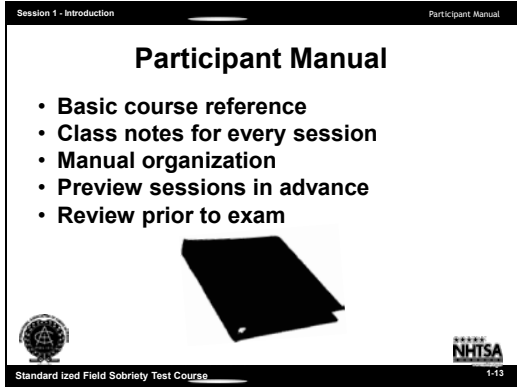 Session 1 - Introduction
Participant Manual
Participant Manual
• Basic course reference
• Class notes for every session
• Manual organization
• Preview sessions in advance
• Review prior to exam
NHTSA
Standard ized Field Sobriety Test Course
1-13